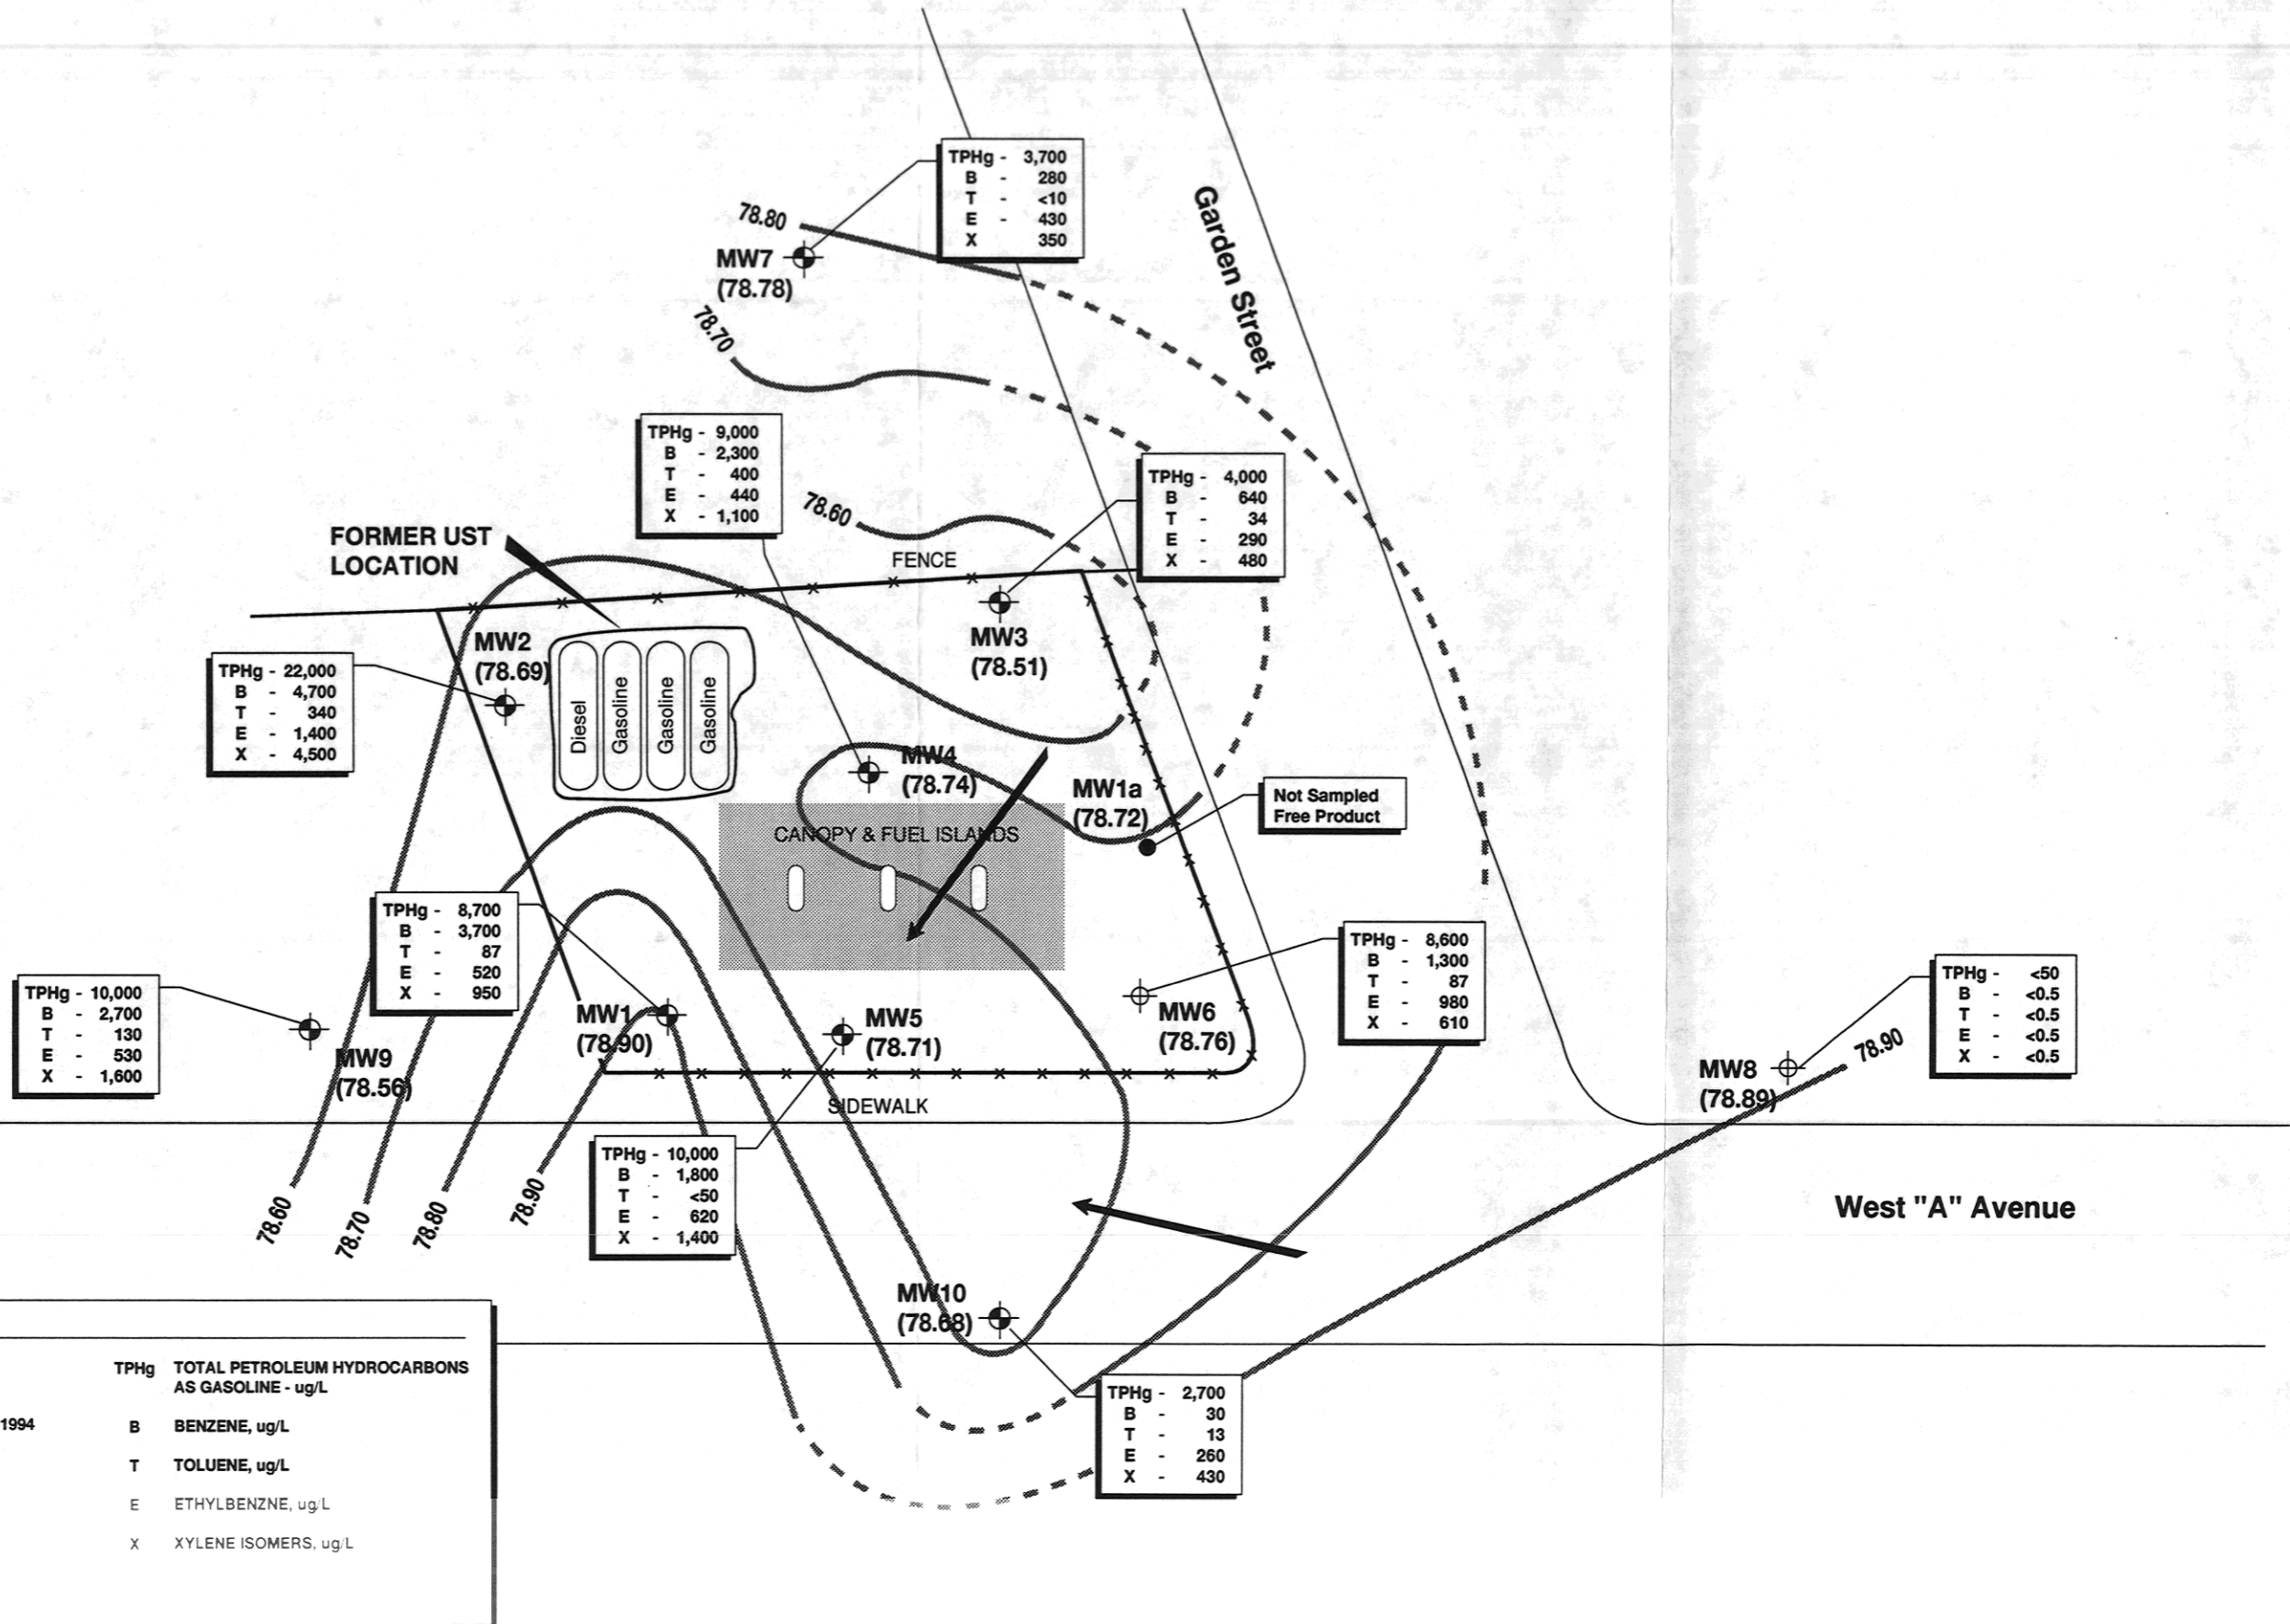 TPHg - 3,700
B - 280
T - <10
E - 430
X 350
Garden Street
78.80
MW7
(78.78)
78.70
TPHg - 9,000
B - 2,300
T - 400
E - 440
X - 1,100
78.60
TPHg - 4,000
B - 640
T - 34
E - 290
X - 480
FORMER UST
LOCATION
FENCE
MW2
(78.69)
MW3
(78.51)
TPHg - 22,000
B - 4,700
T - 340
E - 1,400
X - 4,500
Diesel
Gasoline
Gasoline
Gasoline
MW4
(78.74)
MW1a
(78.72)
Not Sampled
Free Product
CANOPY & FUEL ISLANDS
TPHg - 8,700
B - 3,700
T - 87
E - 520
X - 950
TPHg - 8,600
B - 1,300
T - 87
E - 980
X - 610
TPHg - <50
B - <0.5
T - <0.5
E - <0.5
X - <0.5
TPHg - 10,000
B - 2,700
T - 130
E - 530
X - 1,600
MW9
(78.56)
MW1
(78.90)
MW5
(78.71)
MW6
(78.76)
MW8
(78.89)
78.90
SIDEWALK
TPHg - 10,000
B - 1,800
T - <50
E - 620
X - 1,400
78.60
78.70
78.80
78.90
West "A" Avenue
MW10
(78.68)
TPHg - 2,700
B - 30
T - 13
E - 260
X - 430
TPHg TOTAL PETROLEUM HYDROCARBONS
AS GASOLINE - ug/L
1994
B BENZENE, ug/L
T TOLUENE, ug/L
E ETHYLBENZNE, ug/L
X XYLENE ISOMERS, ug/L